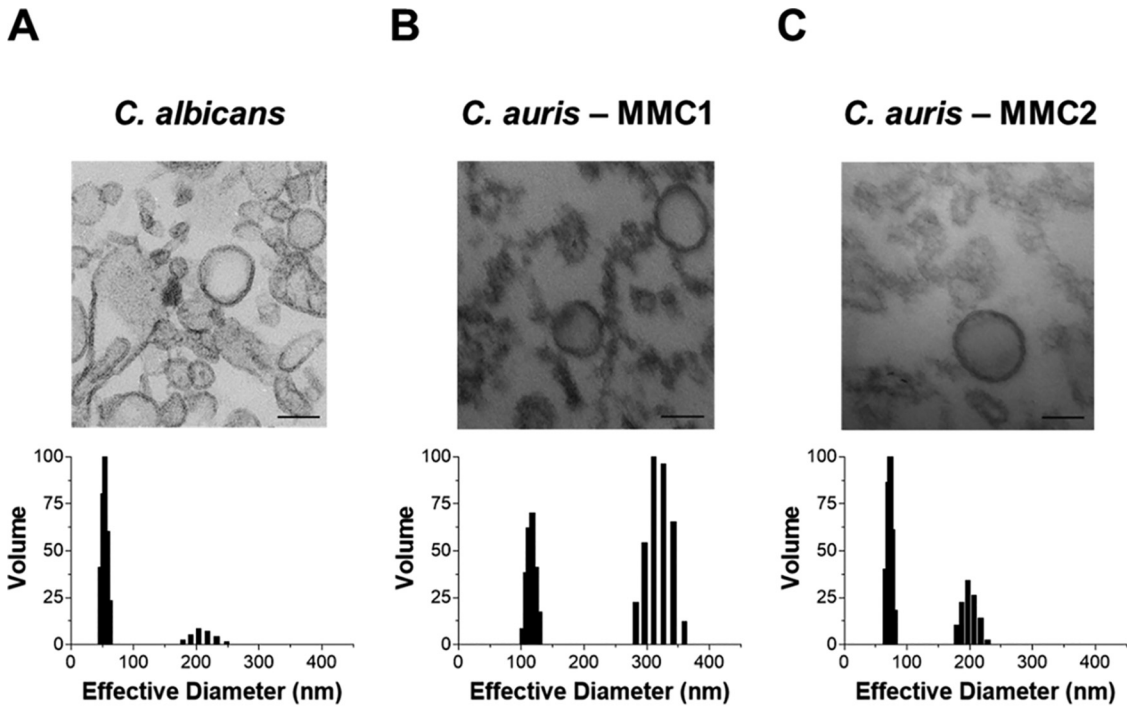 A
B
C
C. albicans
C. auris – MMC1
C. auris – MMC2
100
75
50
25
0
Volume
0 100 200 300 400
Effective Diameter (nm)
100
75
50
25
0
Volume
0 100 200 300 400
Effective Diameter (nm)
100
75
50
25
0
Volume
0 100 200 300 400
Effective Diameter (nm)